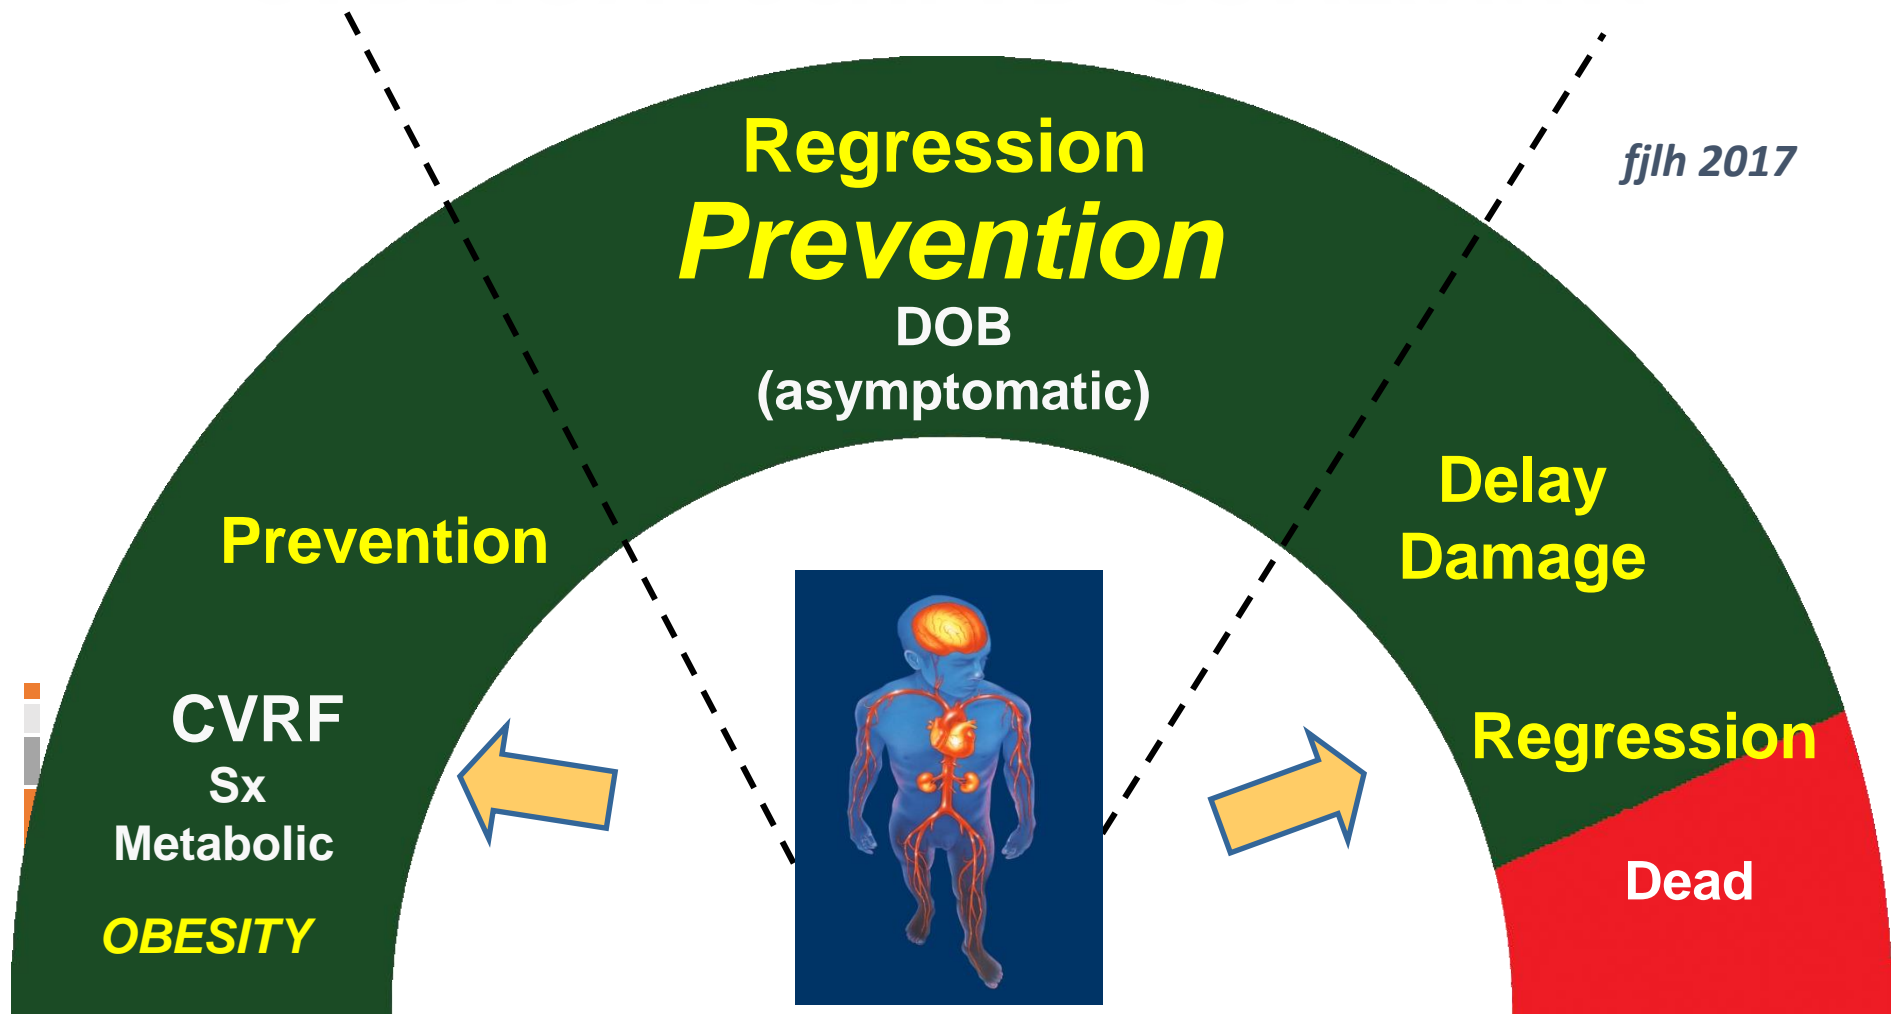 Regression
Prevention
DOB
(asymptomatic)
fjlh 2017
Prevention
CVRF
Sx
Metabolic
OBESITY
Delay
Damage
Regression
Dead